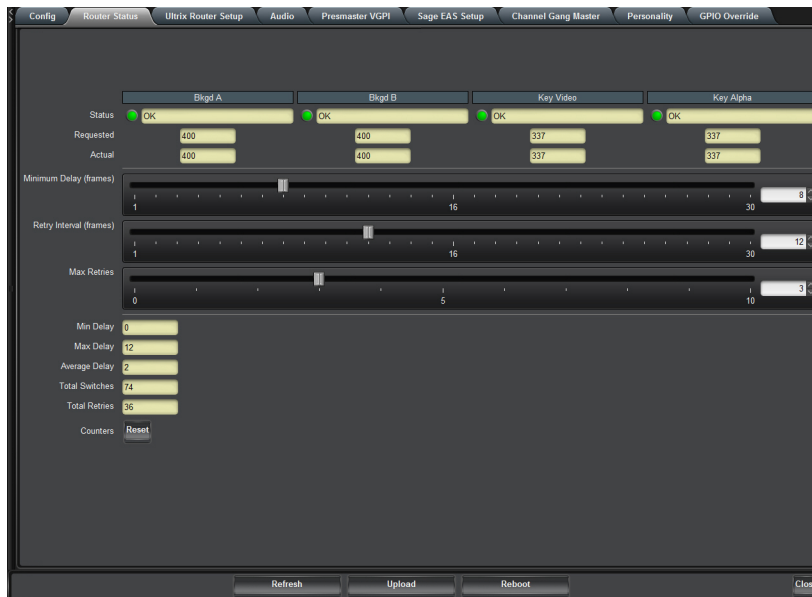 Config Router Status Ultrix Router Setup Audio Presmaster VGPI Sage EAS Setup Channel Gang Master Personality GPIO Override
Bkgd A Bkgd B Key Video Key Alpha
Status OK OK OK OK
Requested 400 400 337 337
Actual 400 400 337 337
Minimum Delay (frames) 8
1 16 30
Retry Interval (frames) 12
1 16 30
Max Retries 3
0 5 10
Min Delay 0
Max Delay 12
Average Delay 2
Total Switches 74
Total Retries 36
Counters Reset
Refresh Upload Reboot Clos